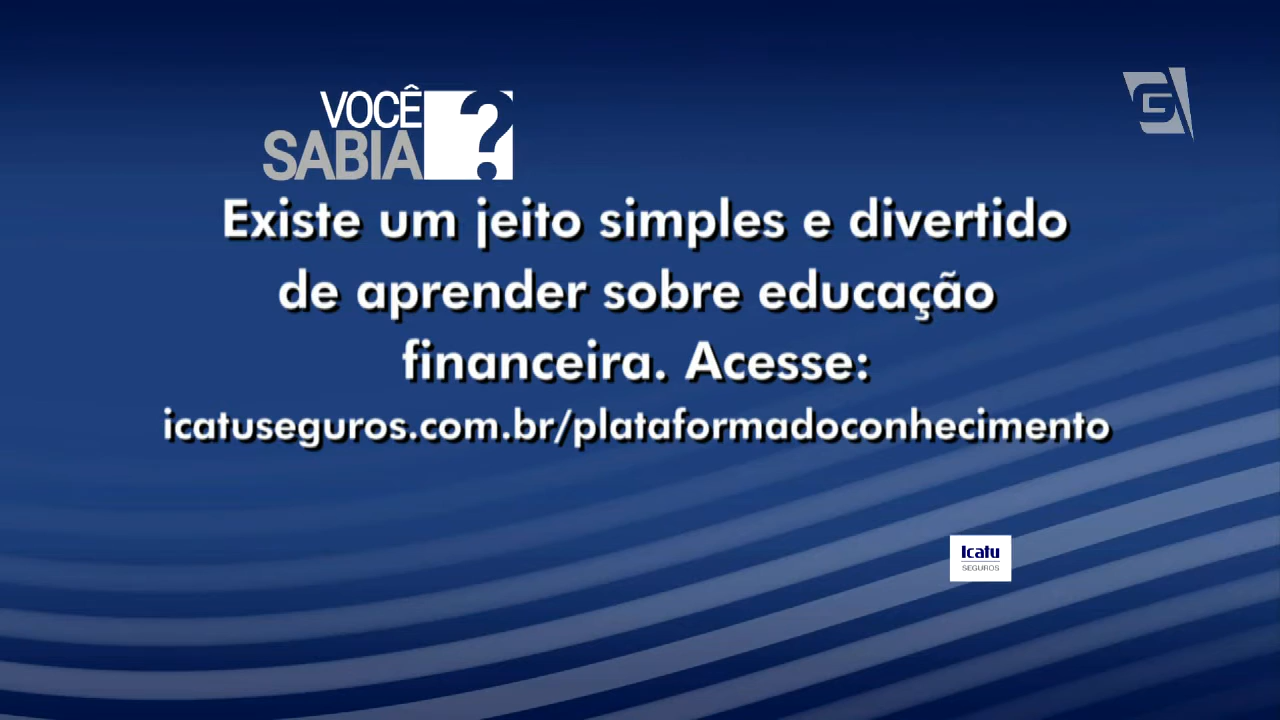 VOCÊ
SABIA ?
Existe um jeito simples e divertido
de aprender sobre educação
financeira. Acesse:
icatuseguros.com.br/plataformadoconhecimento
Icatu
SEGUROS